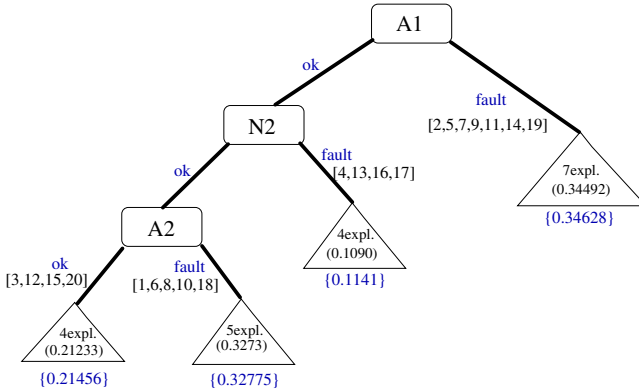 A1
ok
fault
[2,5,7,9,11,14,19]
N2
7expl.
(0.34492)
{0.34628}
ok
fault
[4,13,16,17]
A2
4expl.
(0.1090)
{0.1141}
ok
[3,12,15,20]
fault
[1,6,8,10,18]
4expl.
(0.21233)
{0.21456}
5expl.
(0.3273)
{0.32775}